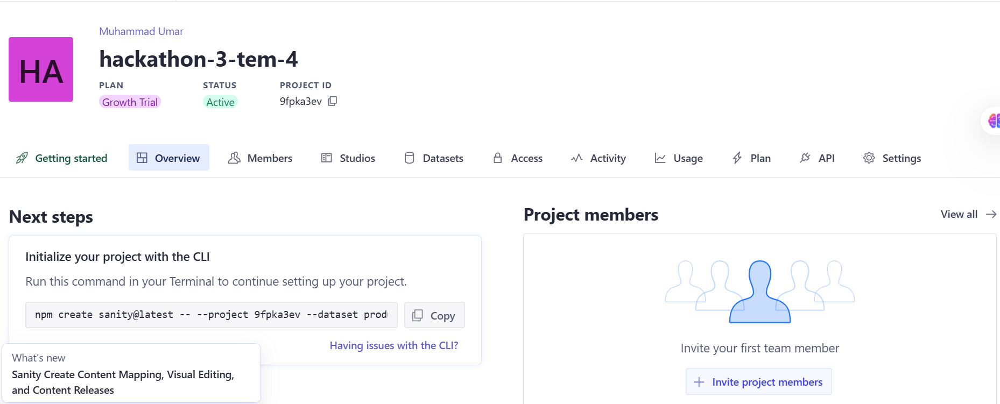 Muhammad Umar
HA
hackathon-3-tem-4
PLAN STATUS PROJECT ID
Growth Trial Active 9fpka3ev
Getting started Overview Members Studios Datasets Access Activity Usage Plan API Settings
Next steps
Initialize your project with the CLI
Run this command in your Terminal to continue setting up your project.
npm create sanity@latest -- --project 9fpka3ev --dataset produ
Copy
Having issues with the CLI?
What's new
Sanity Create Content Mapping, Visual Editing,
and Content Releases
Project members
View all
Invite your first team member
Invite project members